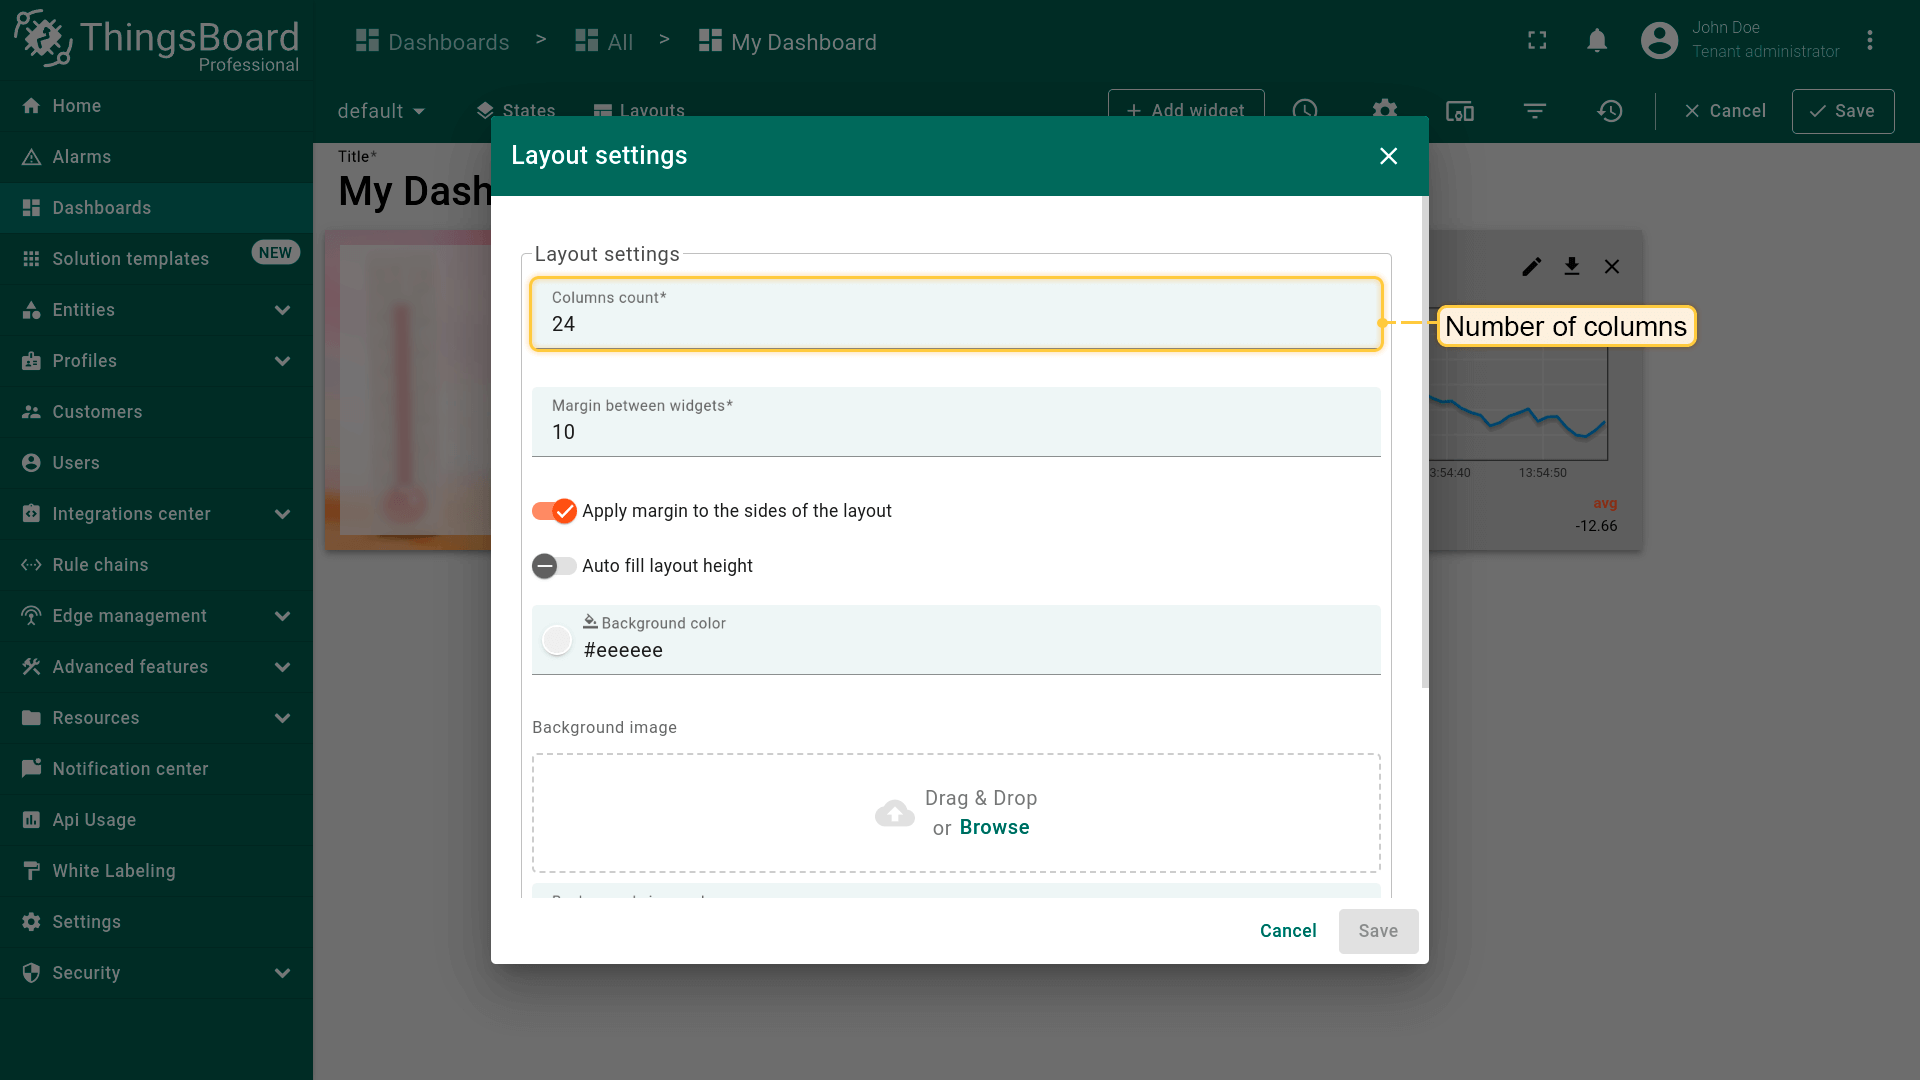 ThingsBoard
Professional
Dashboards > All > My Dashboard
John Doe
Tenant administrator
Home
Alarms
Dashboards
Solution templates NEW
Entities
Profiles
Customers
Users
Integrations center
Rule chains
Edge management
Advanced features
Resources
Notification center
Api Usage
White Labeling
Settings
Security
default States Layouts + Add widget Cancel Save
Title*
My Dash
Layout settings
Layout settings
Columns count*
24
Number of columns
Margin between widgets*
10
Apply margin to the sides of the layout
Auto fill layout height
Background color
#eeeeee
Background image
Drag & Drop
or Browse
Cancel Save
3:54:40 13:54:50
avg
-12.66